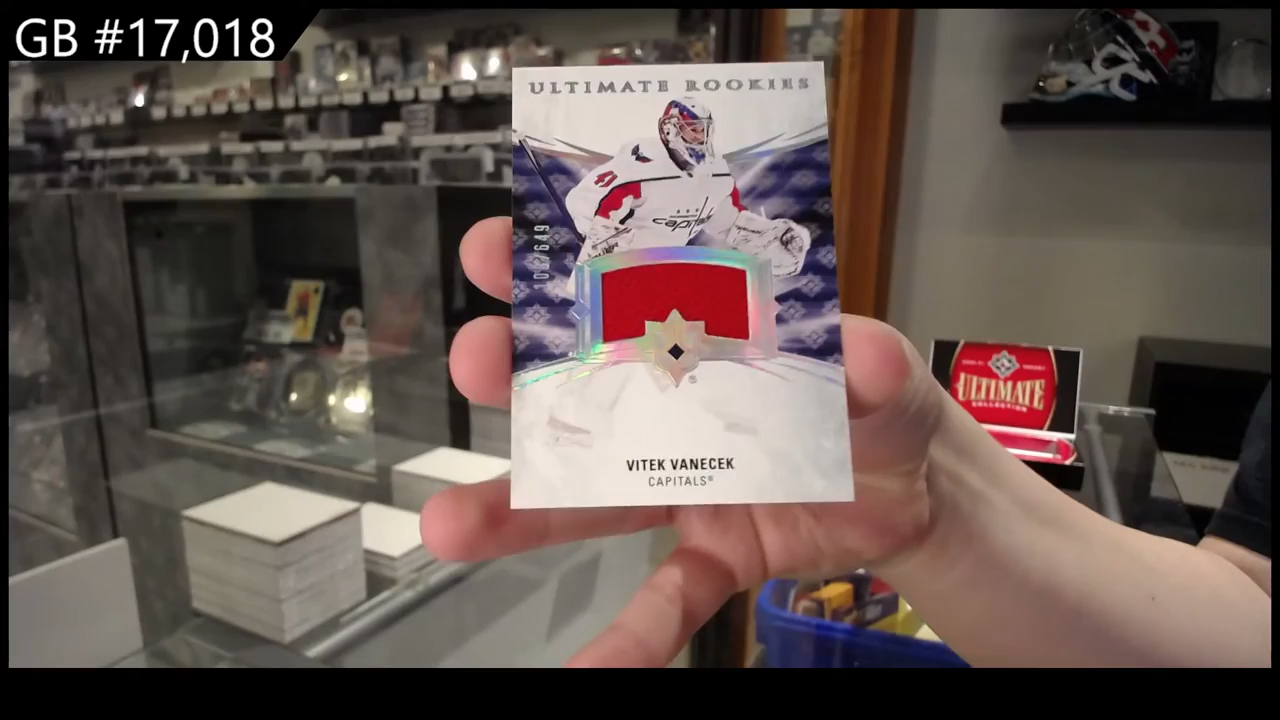 GB #17,018
ULTIMATE ROOKIES
41
capitals
VITEK VANECEK
CAPITALS®
ULTIMATE
COLLECTION